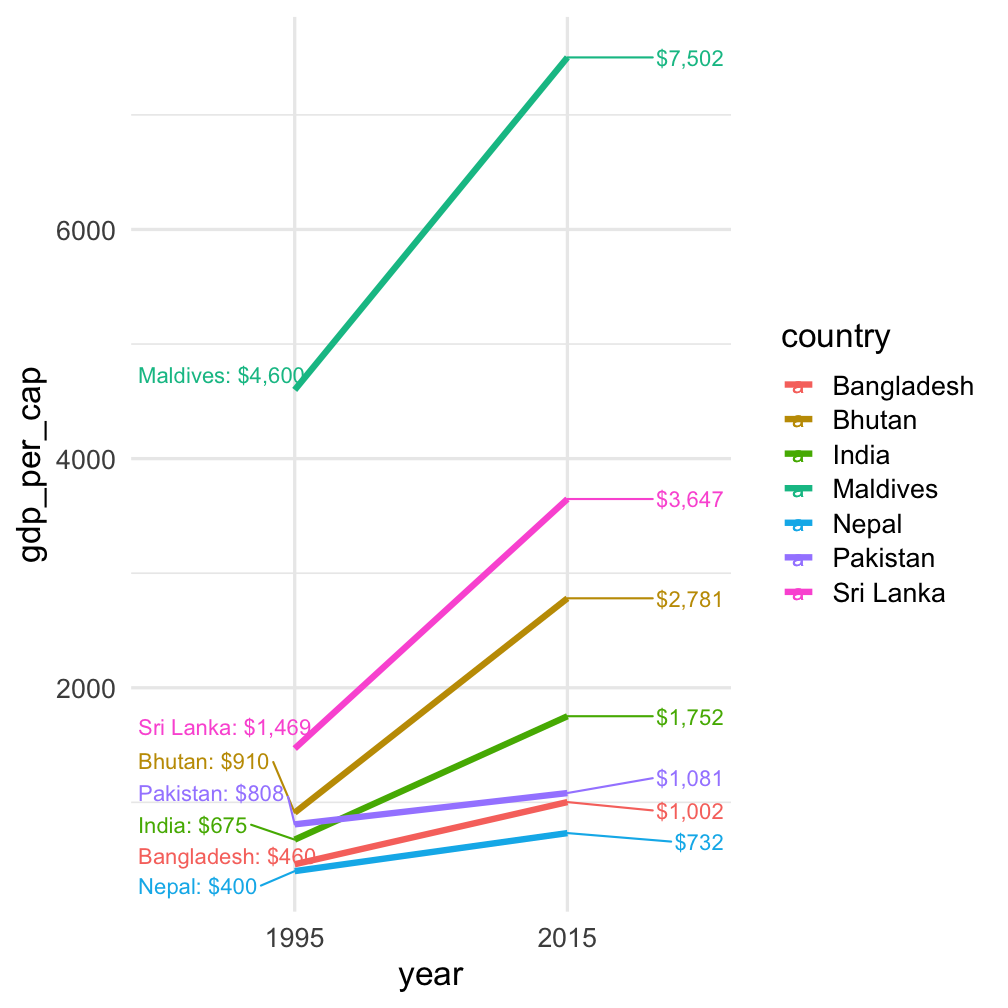 $7,502
6000
Maldives: $4,600
4000
$3,647
$2,781
2000
Sri Lanka: $1,469
$1,752
Bhutan: $910
Pakistan: $808
$1,081
India: $675
$1,002
Bangladesh: $460
$732
Nepal: $400
1995
2015
year
gdp_per_cap
country
a Bangladesh
a Bhutan
a India
a Maldives
a Nepal
a Pakistan
a Sri Lanka